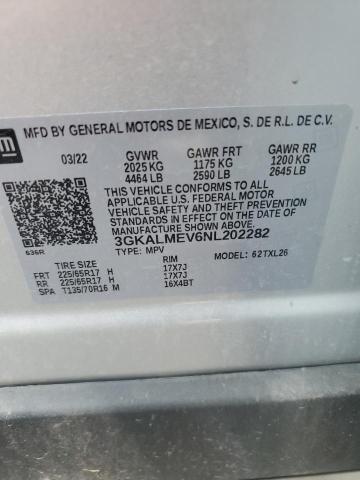 gm
MFD BY GENERAL MOTORS DE MEXICO, S. DE R.L. DE C.V.
03/22 GVWR GAWR FRT GAWR RR
2025 KG 1175 KG 1200 KG
4464 LB 2590 LB 2645 LB
THIS VEHICLE CONFORMS TO ALL
APPLICABLE U.S. FEDERAL MOTOR
VEHICLE SAFETY, BUMPER, AND THEFT
PREVENTION STANDARDS IN EFFECT ON
THE DATE OF MANUFACTURE SHOWN ABOVE.
636R
3GKALMEV6NL202282
TYPE: MPV MODEL: 62TXL26
TIRE SIZE RIM
FRT 225/65R17 H 17X7J
RR 225/65R17 H 17X7J
SPA T135/70R16 M 16X4BT